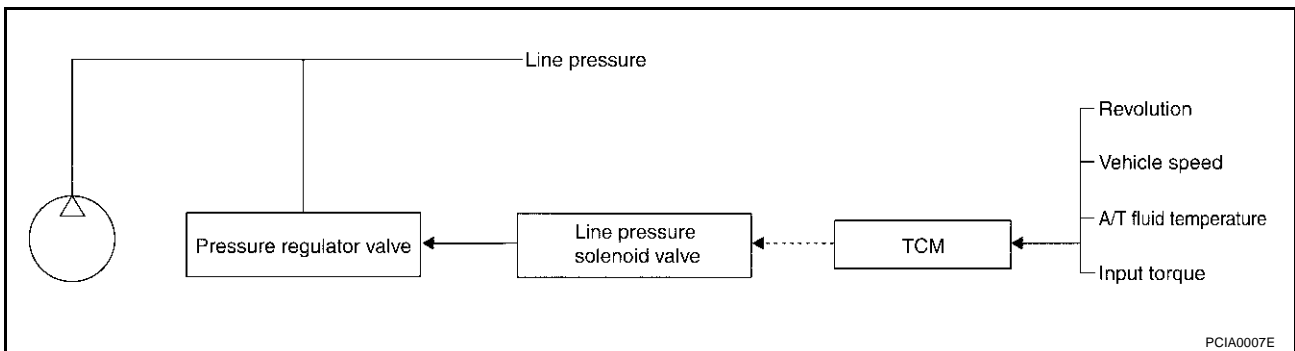 Line pressure
Revolution
Vehicle speed
A/T fluid temperature
Input torque
Pressure regulator valve
Line pressure
solenoid valve
TCM
PCIA0007E